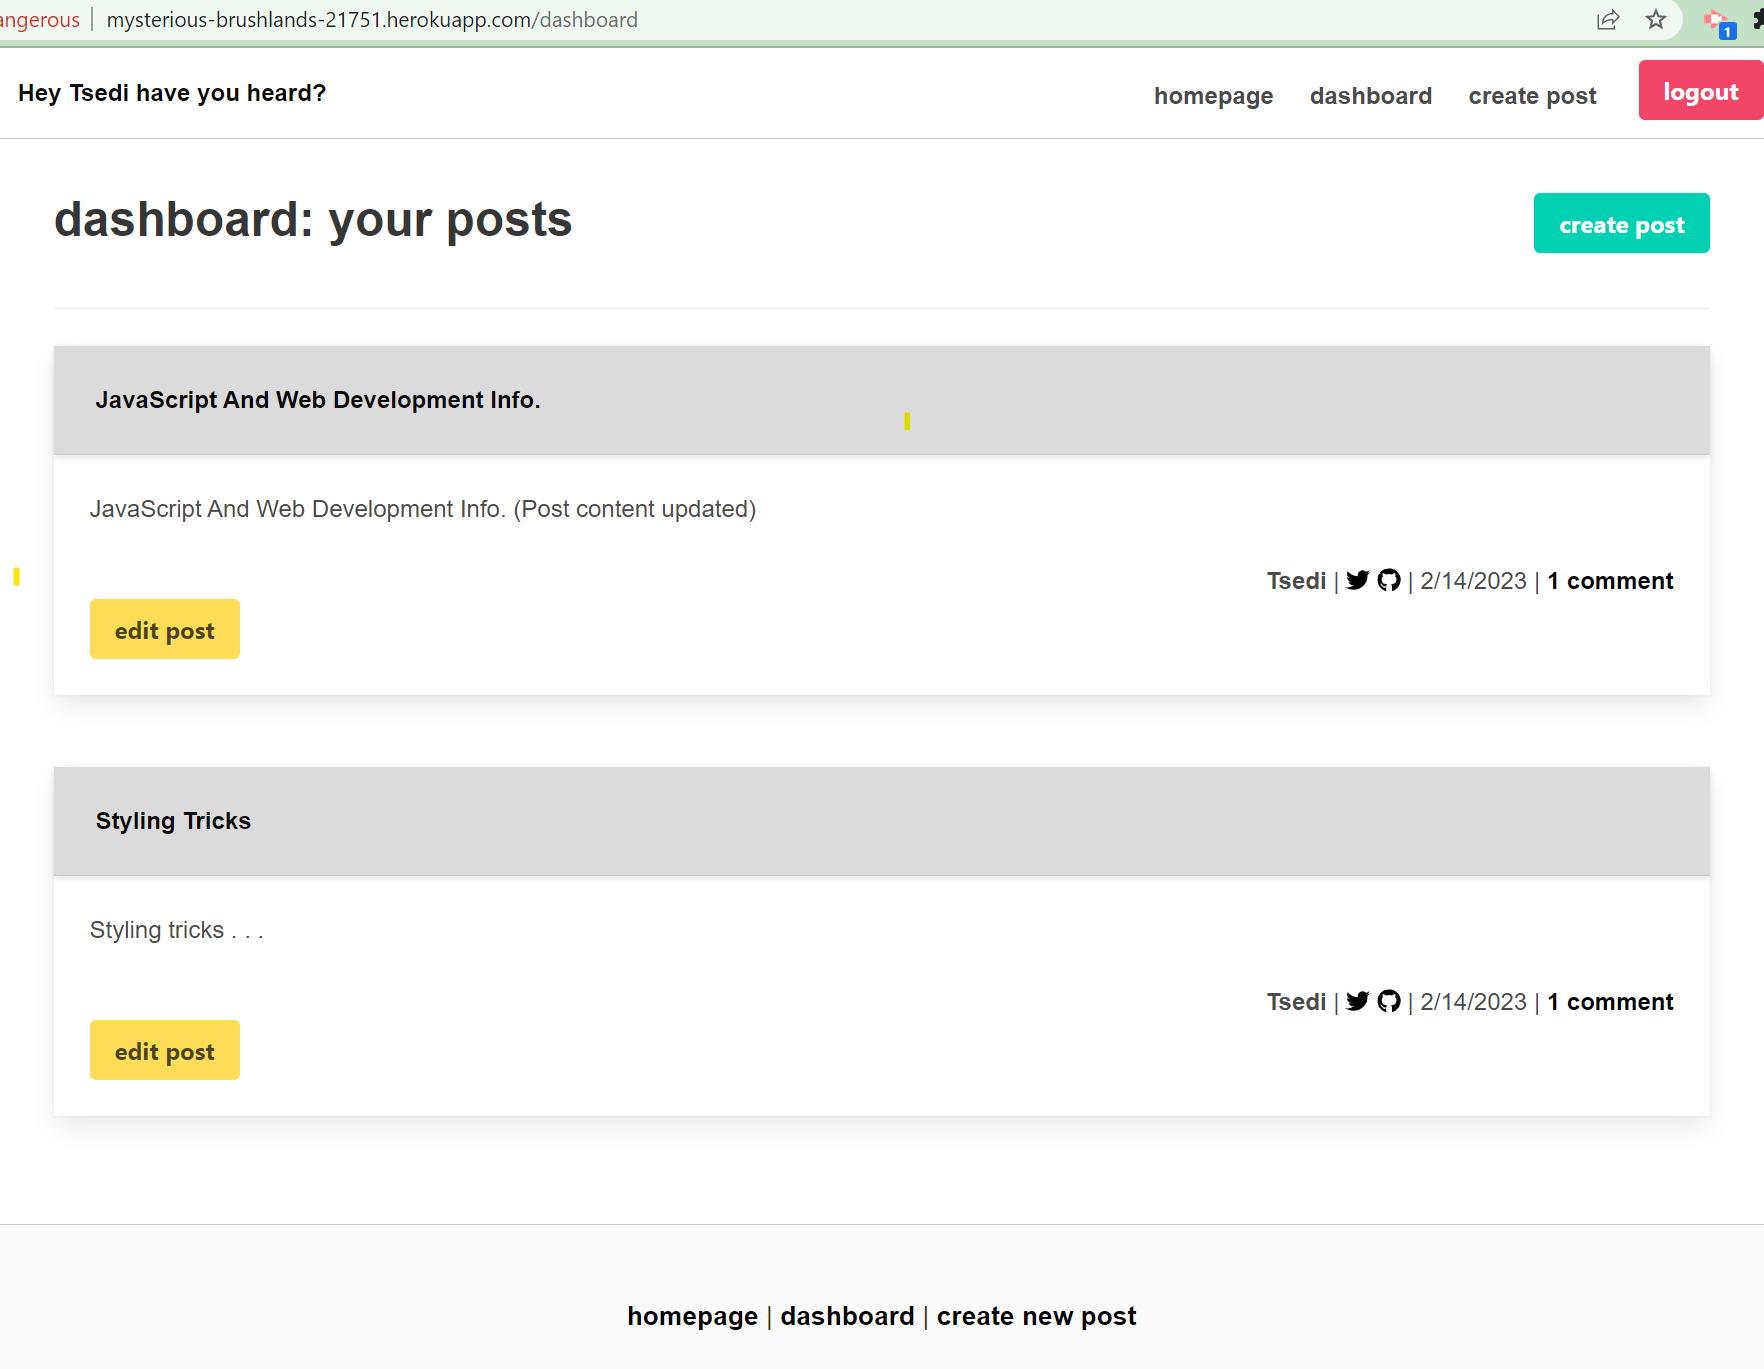 angerous | mysterious-brushlands-21751.herokuapp.com/dashboard 1
Hey Tsedi have you heard? homepage dashboard create post logout
dashboard: your posts create post
JavaScript And Web Development Info.
JavaScript And Web Development Info. (Post content updated)
Tsedi | | 2/14/2023 | 1 comment
edit post
Styling Tricks
Styling tricks . . .
Tsedi | | 2/14/2023 | 1 comment
edit post
homepage | dashboard | create new post